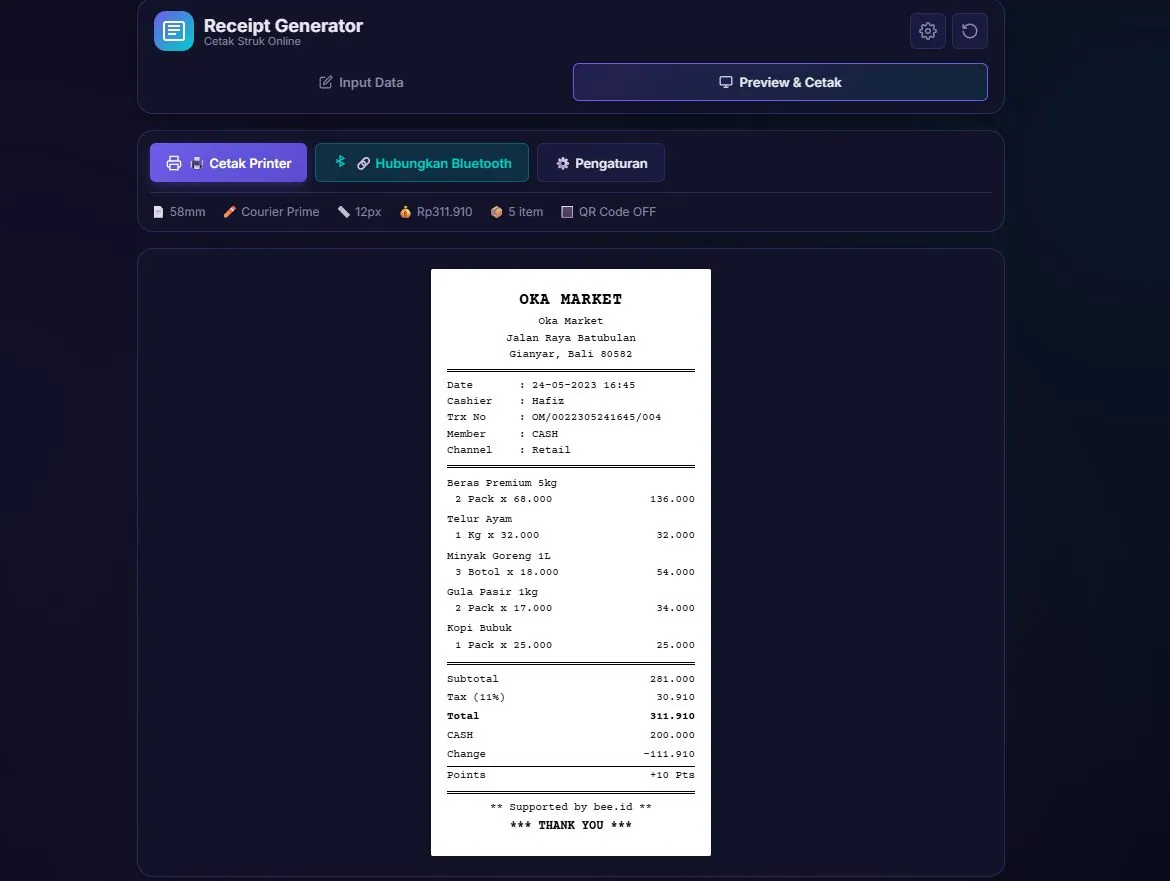 Receipt Generator
Cetak Struk Online
Input Data
Preview & Cetak
Cetak Printer
Hubungkan Bluetooth
Pengaturan
58mm Courier Prime 12px Rp311.910 5 item QR Code OFF
OKA MARKET
Oka Market
Jalan Raya Batubulan
Gianyar, Bali 80582
Date : 24-05-2023 16:45
Cashier : Hafiz
Trx No : OM/0022305241645/004
Member : CASH
Channel : Retail
Beras Premium 5kg
2 Pack x 68.000 136.000
Telur Ayam
1 Kg x 32.000 32.000
Minyak Goreng 1L
3 Botol x 18.000 54.000
Gula Pasir 1kg
2 Pack x 17.000 34.000
Kopi Bubuk
1 Pack x 25.000 25.000
Subtotal 281.000
Tax (11%) 30.910
Total 311.910
CASH 200.000
Change -111.910
Points +10 Pts
** Supported by bee.id **
*** THANK YOU ***